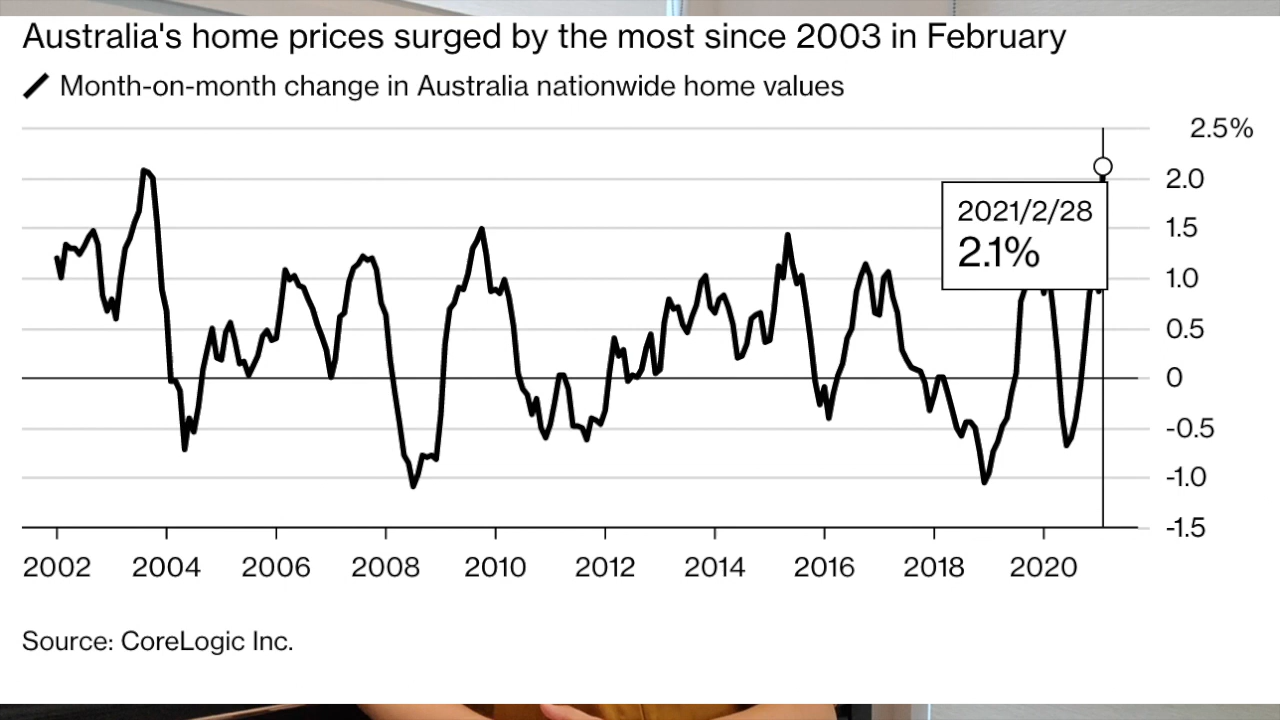 Australia's home prices surged by the most since 2003 in February
Month-on-month change in Australia nationwide home values
2.5%
2.0
1.5
1.0
0.5
0
-0.5
-1.0
-1.5
2021/2/28
2.1%
2002 2004 2006 2008 2010 2012 2014 2016 2018 2020
Source: CoreLogic Inc.